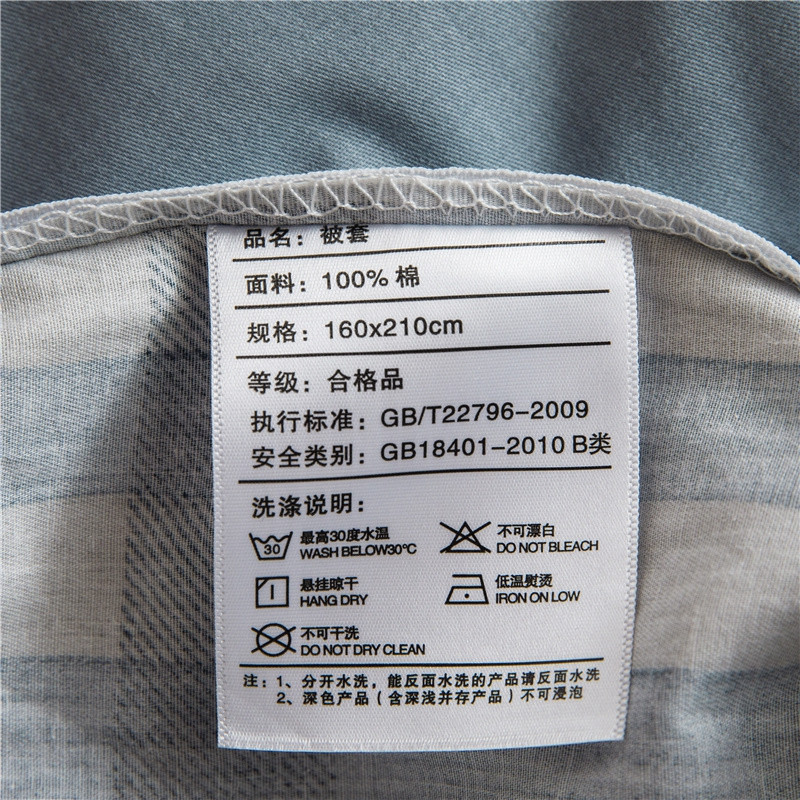 品名：被套
面料：100% 棉
规格：160x210cm
等级：合格品
执行标准：GB/T22796-2009
安全类别：GB18401-2010 B类
洗涤说明：
30 最高30度水温 WASH BELOW30°C
不可漂白 DO NOT BLEACH
悬挂晾干 HANG DRY
低温熨烫 IRON ON LOW
不可干洗 DO NOT DRY CLEAN
注：1、分开水洗，能反面水洗的产品请反面水洗
2、深色产品（含深浅并存产品）不可浸泡